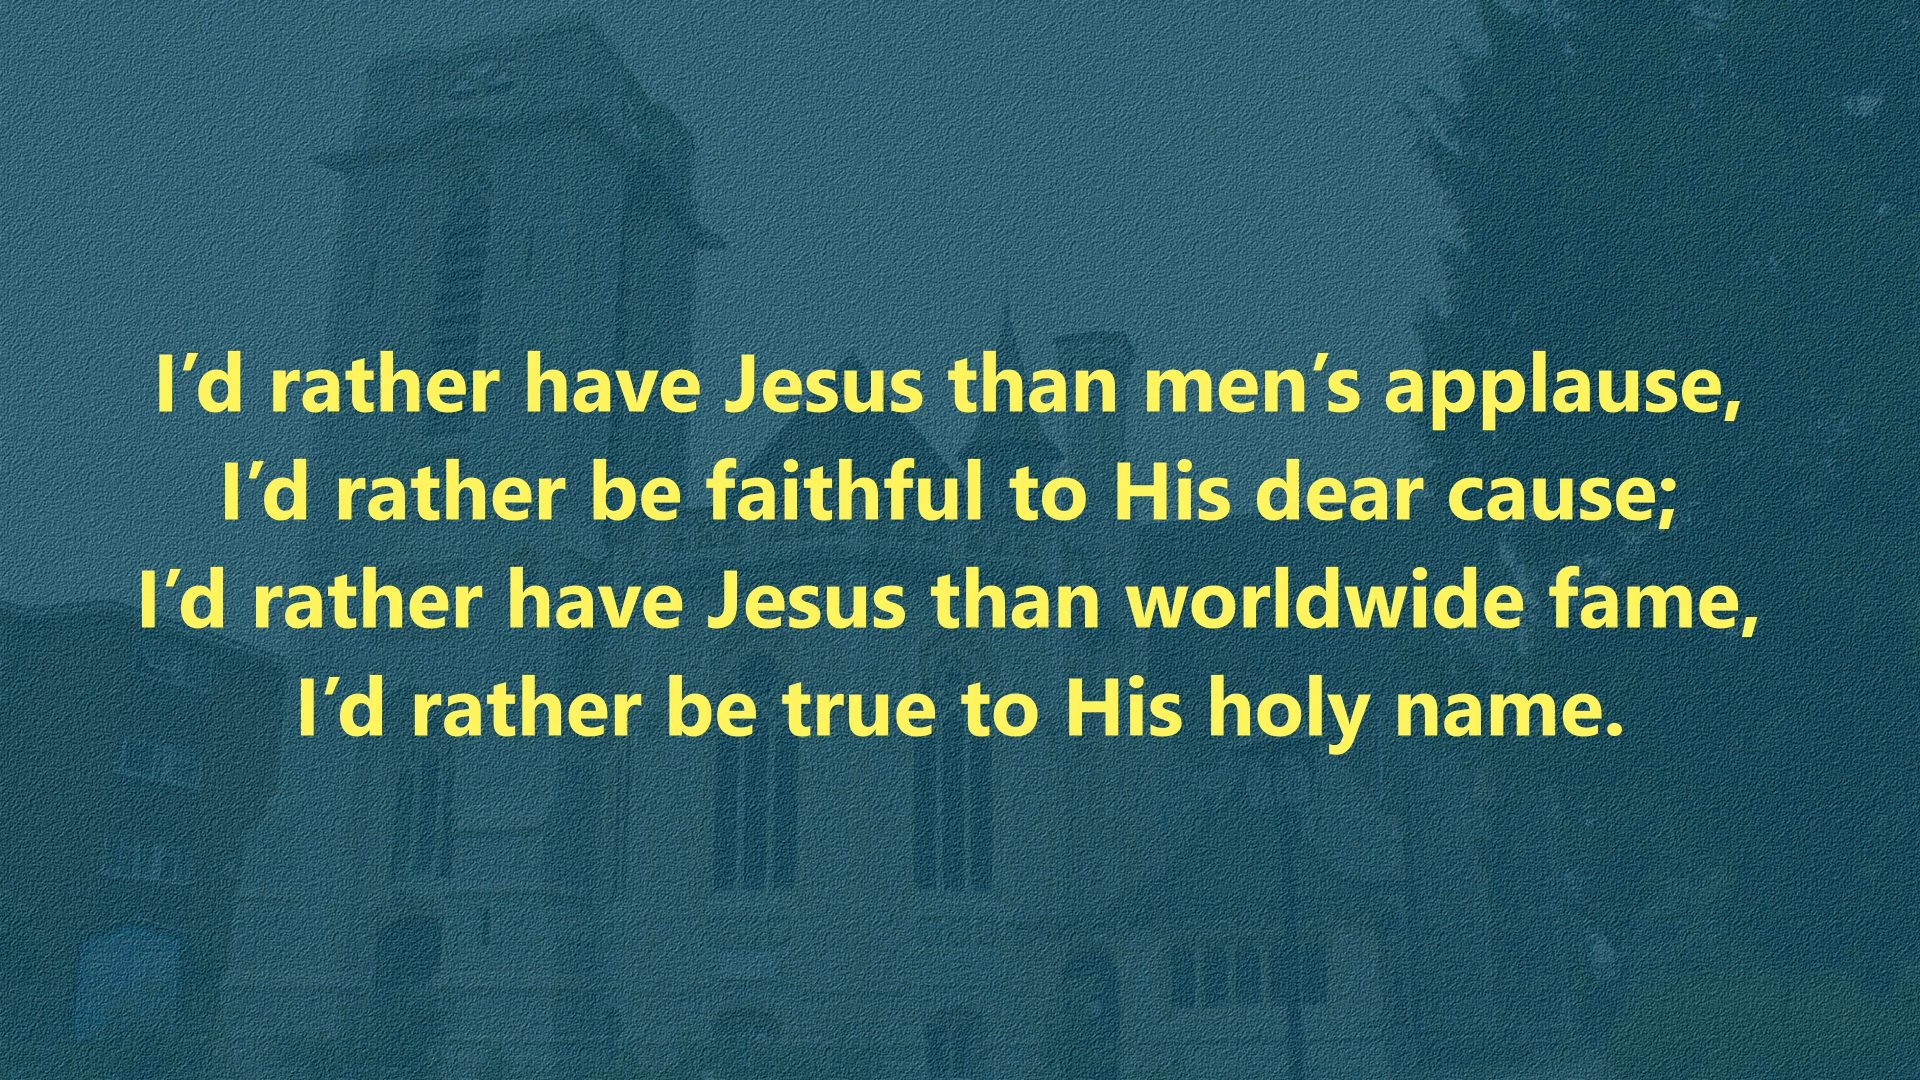 I’d rather have Jesus than men’s applause,
I’d rather be faithful to His dear cause;
I’d rather have Jesus than worldwide fame,
I’d rather be true to His holy name.